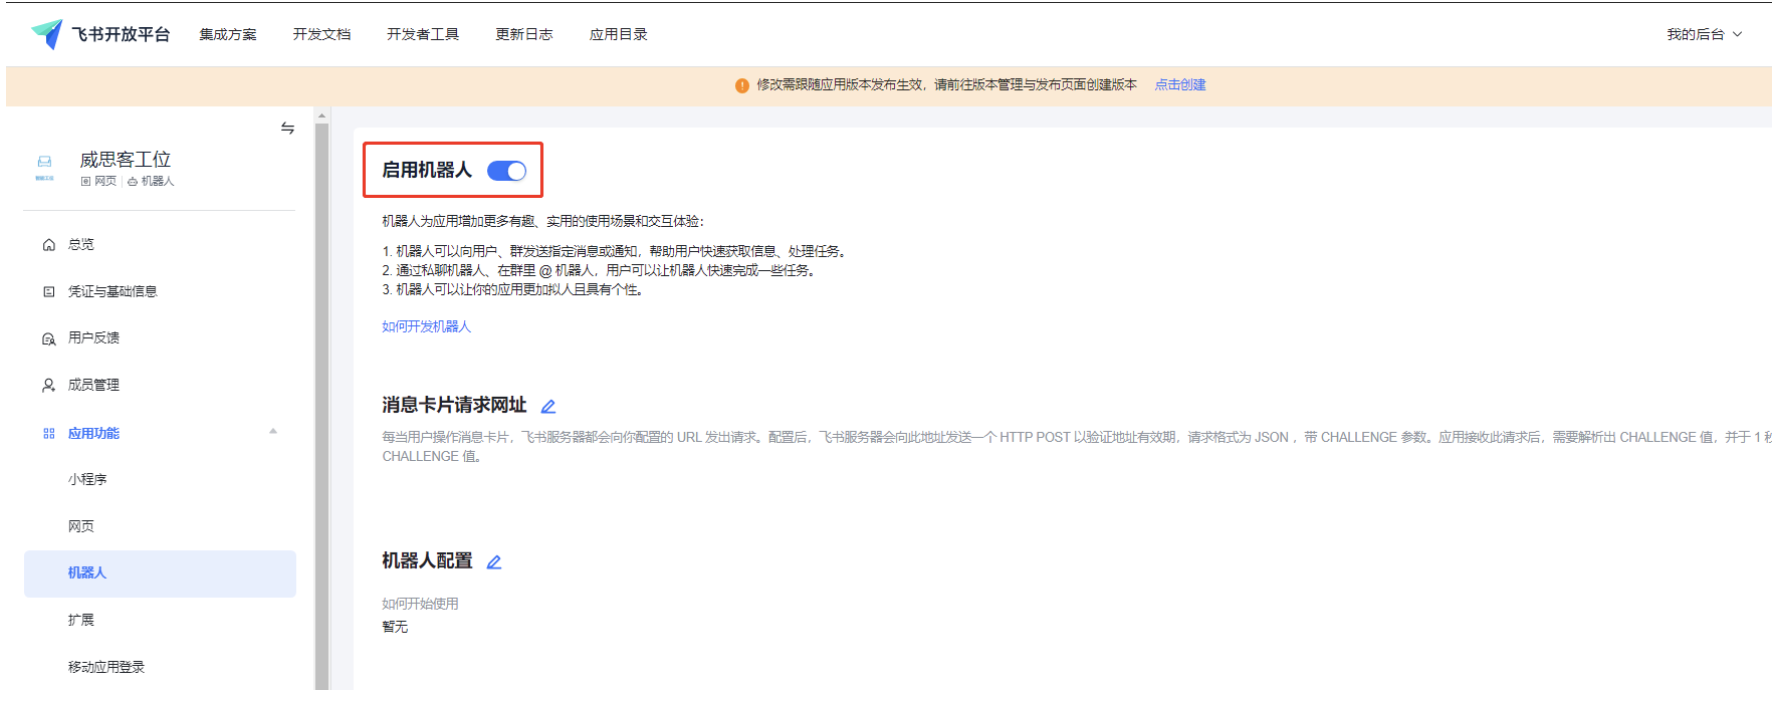 飞书开放平台 集成方案 开发文档 开发者工具 更新日志 应用目录 我的后台
修改需跟随应用版本发布生效，请前往版本管理与发布页面创建版本 点击创建
威思客工位
网页 机器人
总览
凭证与基础信息
用户反馈
成员管理
应用功能
小程序
网页
机器人
扩展
移动应用登录
启用机器人
机器人为应用增加更多有趣、实用的使用场景和交互体验：
1. 机器人可以向用户、群发送指定消息或通知，帮助用户快速获取信息、处理任务。
2. 通过私聊机器人、在群里 @ 机器人，用户可以让机器人快速完成一些任务。
3. 机器人可以让你的应用更加拟人且具有个性。
如何开发机器人
消息卡片请求网址
每当用户操作消息卡片，飞书服务器都会向你配置的 URL 发出请求。配置后，飞书服务器会向此地址发送一个 HTTP POST 以验证地址有效期，请求格式为 JSON ，带 CHALLENGE 参数。应用接收此请求后，需要解析出 CHALLENGE 值，并于 1 秒
CHALLENGE 值。
机器人配置
如何开始使用
暂无